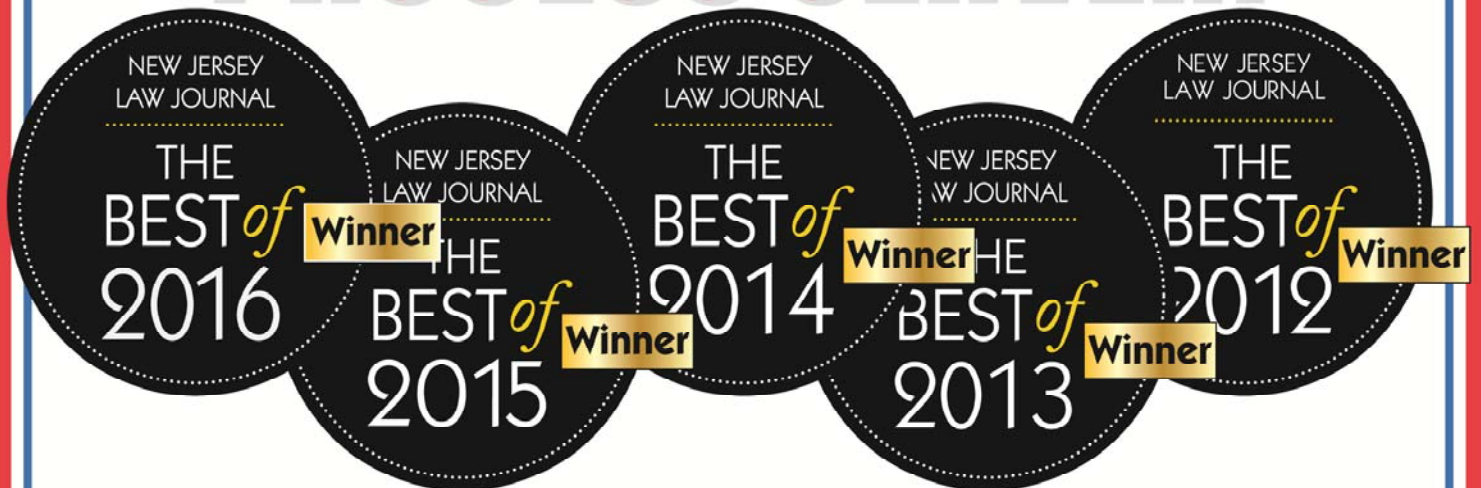 NEW JERSEY
LAW JOURNAL
THE
BEST of
2016
Winner
NEW JERSEY
LAW JOURNAL
THE
BEST of
2015
Winner
NEW JERSEY
LAW JOURNAL
THE
BEST of
2014
Winner
NEW JERSEY
LAW JOURNAL
THE
BEST of
2013
Winner
NEW JERSEY
LAW JOURNAL
THE
BEST of
2012
Winner